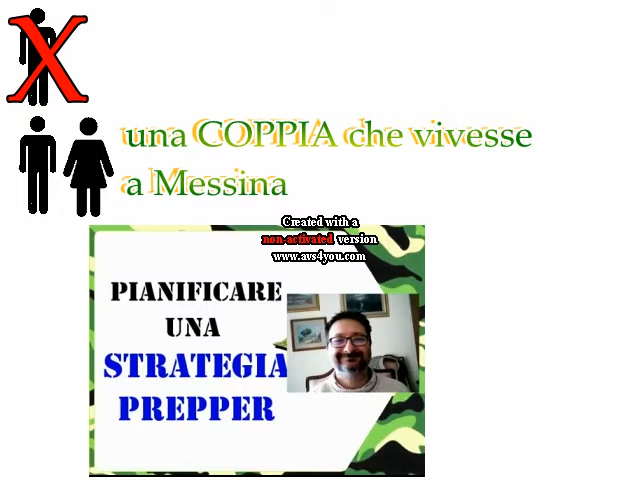 X
una COPPIA che vivesse
a Messina
Created with a
non-activated version
www.avs4you.com
PIANIFICARE
UNA
STRATEGIA
PREPPER